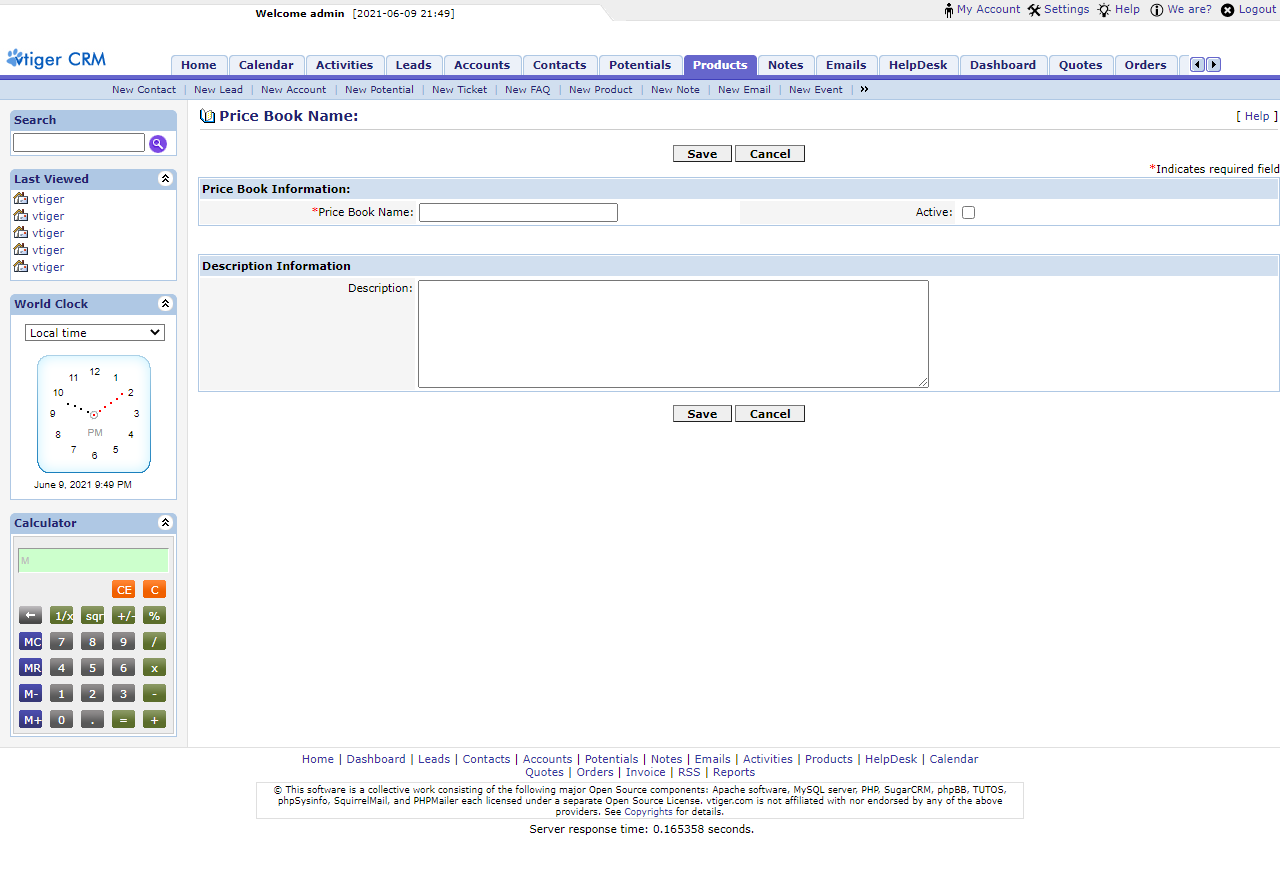 Welcome admin [2021-06-09 21:49]
My Account Settings Help We are? Logout
vtiger CRM
Home Calendar Activities Leads Accounts Contacts Potentials Products Notes Emails HelpDesk Dashboard Quotes Orders
New Contact | New Lead | New Account | New Potential | New Ticket | New FAQ | New Product | New Note | New Email | New Event | »
Search
Last Viewed
vtiger
vtiger
vtiger
vtiger
vtiger
World Clock
Local time
12
1
2
3
4
5
6
7
8
9
10
11
PM
June 9, 2021 9:49 PM
Calculator
M
CE C
← 1/x sqr +/- %
MC 7 8 9 /
MR 4 5 6 x
M- 1 2 3 -
M+ 0 . = +
Price Book Name:
[ Help ]
Save Cancel
*Indicates required field
Price Book Information:
*Price Book Name: Active:
Description Information
Description:
Save Cancel
Home | Dashboard | Leads | Contacts | Accounts | Potentials | Notes | Emails | Activities | Products | HelpDesk | Calendar
Quotes | Orders | Invoice | RSS | Reports
© This software is a collective work consisting of the following major Open Source components: Apache software, MySQL server, PHP, SugarCRM, phpBB, TUTOS,
phpSysinfo, SquirrelMail, and PHPMailer each licensed under a separate Open Source License. vtiger.com is not affiliated with nor endorsed by any of the above
providers. See Copyrights for details.
Server response time: 0.165358 seconds.